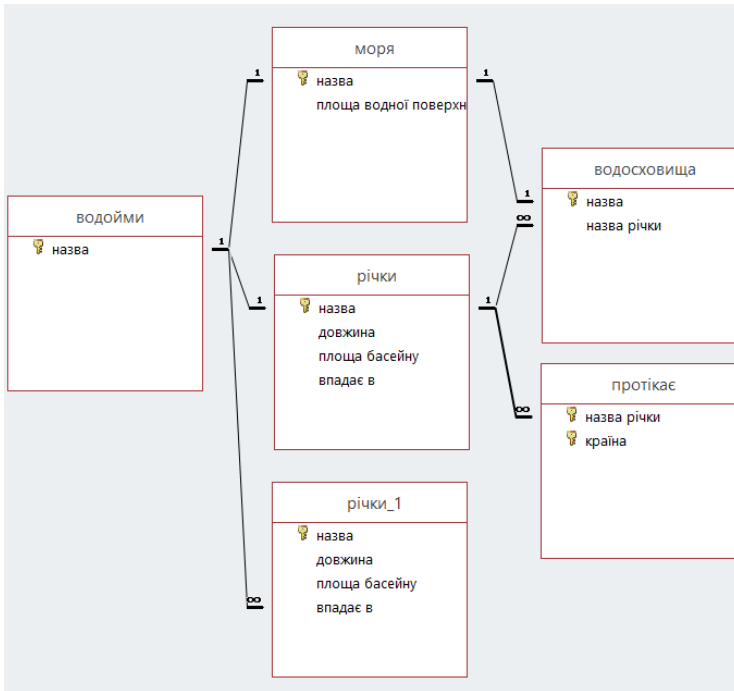 моря
назва
площа водної поверхн
водойми
назва
річки
назва
довжина
площа басейну
впадає в
річки_1
назва
довжина
площа басейну
впадає в
водосховища
назва
назва річки
протікає
назва річки
країна
1
1
1
1
1
1
∞
∞
∞